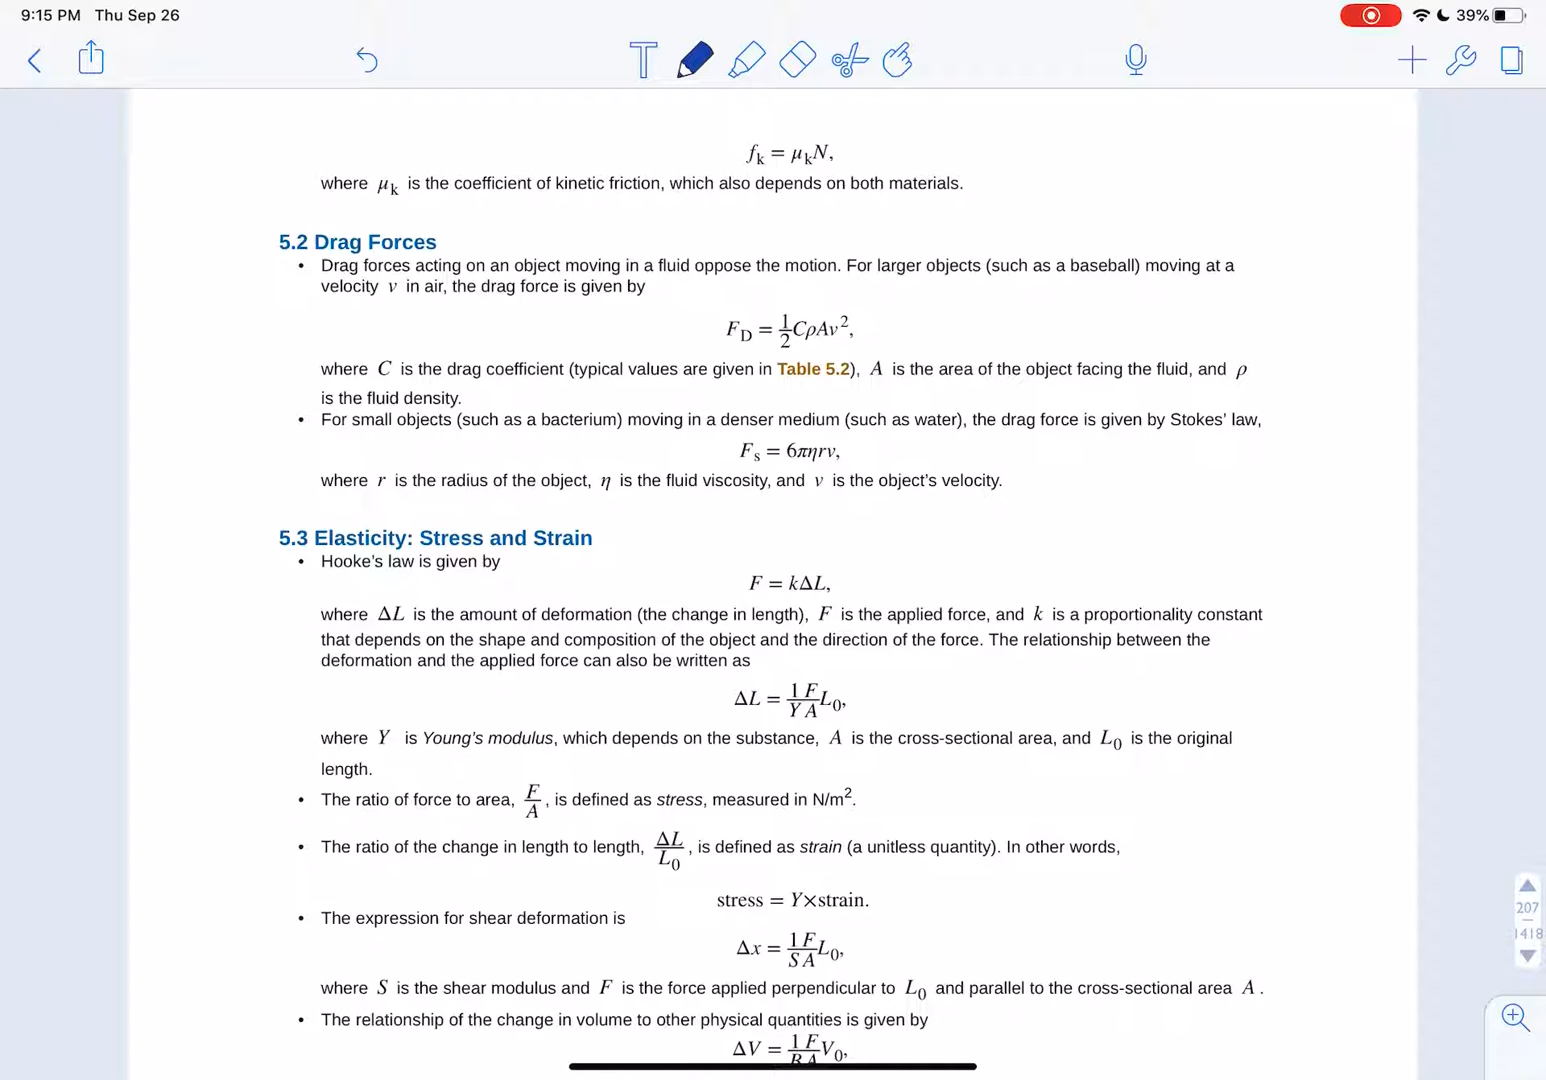 9:15 PM Thu Sep 26
39%
T
fk = μkN,
where μk is the coefficient of kinetic friction, which also depends on both materials.
5.2 Drag Forces
• Drag forces acting on an object moving in a fluid oppose the motion. For larger objects (such as a baseball) moving at a
velocity v in air, the drag force is given by
FD = 1/2 CρAv²,
where C is the drag coefficient (typical values are given in Table 5.2), A is the area of the object facing the fluid, and ρ
is the fluid density.
• For small objects (such as a bacterium) moving in a denser medium (such as water), the drag force is given by Stokes’ law,
Fs = 6πηrv,
where r is the radius of the object, η is the fluid viscosity, and v is the object’s velocity.
5.3 Elasticity: Stress and Strain
• Hooke’s law is given by
F = kΔL,
where ΔL is the amount of deformation (the change in length), F is the applied force, and k is a proportionality constant
that depends on the shape and composition of the object and the direction of the force. The relationship between the
deformation and the applied force can also be written as
ΔL = 1/Y F/A L0,
where Y is Young’s modulus, which depends on the substance, A is the cross-sectional area, and L0 is the original
length.
• The ratio of force to area, F/A, is defined as stress, measured in N/m².
• The ratio of the change in length to length, ΔL/L0, is defined as strain (a unitless quantity). In other words,
stress = Y×strain.
• The expression for shear deformation is
Δx = 1/S F/A L0,
where S is the shear modulus and F is the force applied perpendicular to L0 and parallel to the cross-sectional area A.
• The relationship of the change in volume to other physical quantities is given by
ΔV = 1/B F/A V0,
207
1418